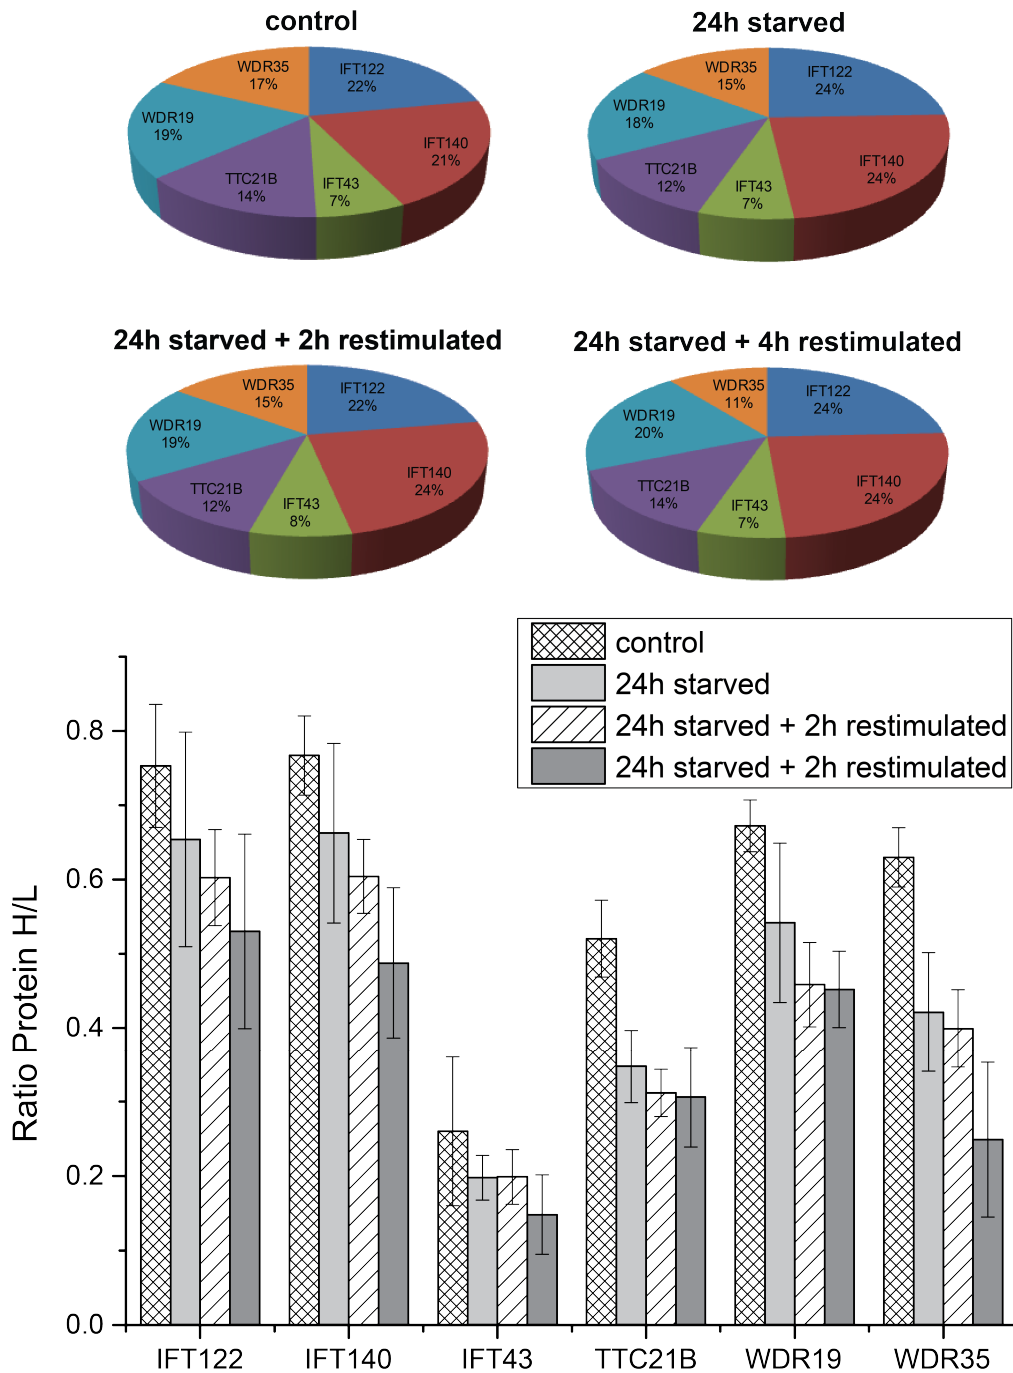 control
24h starved
WDR35
17%
IFT122
22%
WDR19
19%
IFT140
21%
TTC21B
14%
IFT43
7%
WDR35
15%
IFT122
24%
WDR19
18%
IFT140
24%
TTC21B
12%
IFT43
7%
24h starved + 2h restimulated
24h starved + 4h restimulated
WDR35
15%
IFT122
22%
WDR19
19%
IFT140
24%
TTC21B
12%
IFT43
8%
WDR35
11%
IFT122
24%
WDR19
20%
IFT140
24%
TTC21B
14%
IFT43
7%
control
24h starved
24h starved + 2h restimulated
24h starved + 2h restimulated
Ratio Protein H/L
0.8
0.6
0.4
0.2
0.0
IFT122
IFT140
IFT43
TTC21B
WDR19
WDR35